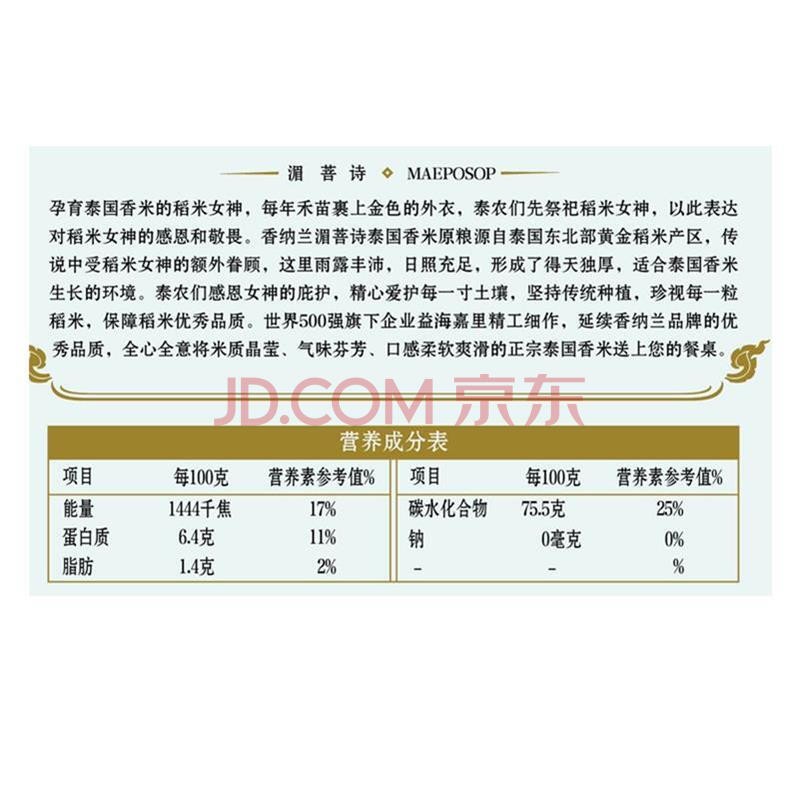 湄菩诗 MAEPOSOP
孕育泰国香米的稻米女神，每年禾苗裹上金色的外衣，泰农们先祭祀稻米女神，以此表达
对稻米女神的感恩和敬畏。香纳兰湄菩诗泰国香米原粮源自泰国东北部黄金稻米产区，传
说中受稻米女神的额外眷顾，这里雨露丰沛，日照充足，形成了得天独厚，适合泰国香米
生长的环境。泰农们感恩女神的庇护，精心爱护每一寸土壤，坚持传统种植，珍视每一粒
稻米，保障稻米优秀品质。世界500强旗下企业益海嘉里精工细作，延续香纳兰品牌的优
秀品质，全心全意将米质晶莹、气味芬芳、口感柔软爽滑的正宗泰国香米送上您的餐桌。
JD.COM 京东
营养成分表
项目 每100克 营养素参考值% 项目 每100克 营养素参考值%
能量 1444千焦 17% 碳水化合物 75.5克 25%
蛋白质 6.4克 11% 钠 0毫克 0%
脂肪 1.4克 2% - - %